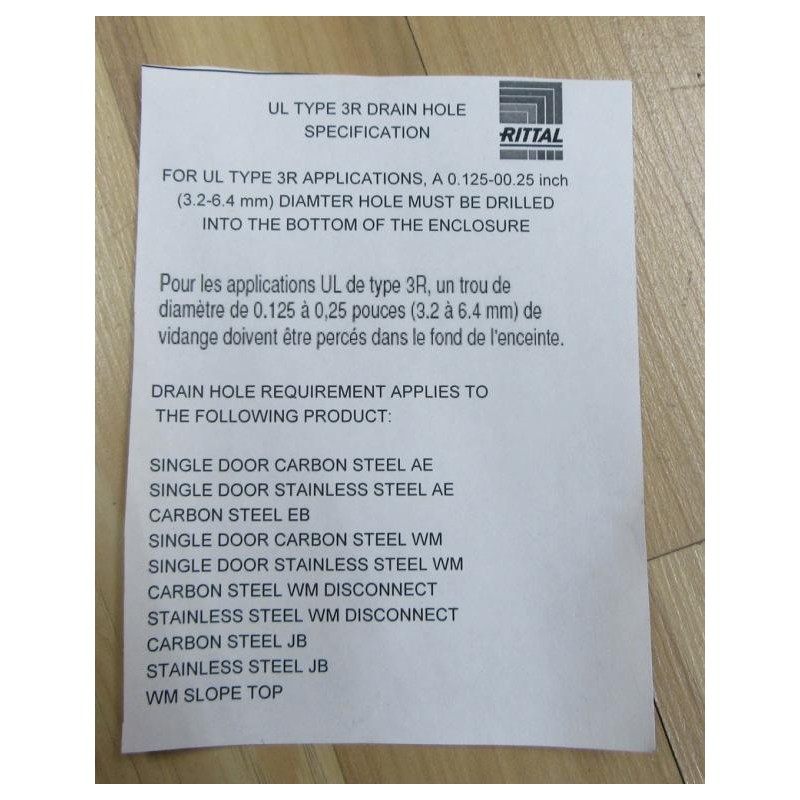 UL TYPE 3R DRAIN HOLE
SPECIFICATION
RITTAL
FOR UL TYPE 3R APPLICATIONS, A 0.125-00.25 inch
(3.2-6.4 mm) DIAMTER HOLE MUST BE DRILLED
INTO THE BOTTOM OF THE ENCLOSURE
Pour les applications UL de type 3R, un trou de
diamètre de 0.125 à 0,25 pouces (3.2 à 6.4 mm) de
vidange doivent être percés dans le fond de l'enceinte.
DRAIN HOLE REQUIREMENT APPLIES TO
THE FOLLOWING PRODUCT:
SINGLE DOOR CARBON STEEL AE
SINGLE DOOR STAINLESS STEEL AE
CARBON STEEL EB
SINGLE DOOR CARBON STEEL WM
SINGLE DOOR STAINLESS STEEL WM
CARBON STEEL WM DISCONNECT
STAINLESS STEEL WM DISCONNECT
CARBON STEEL JB
STAINLESS STEEL JB
WM SLOPE TOP